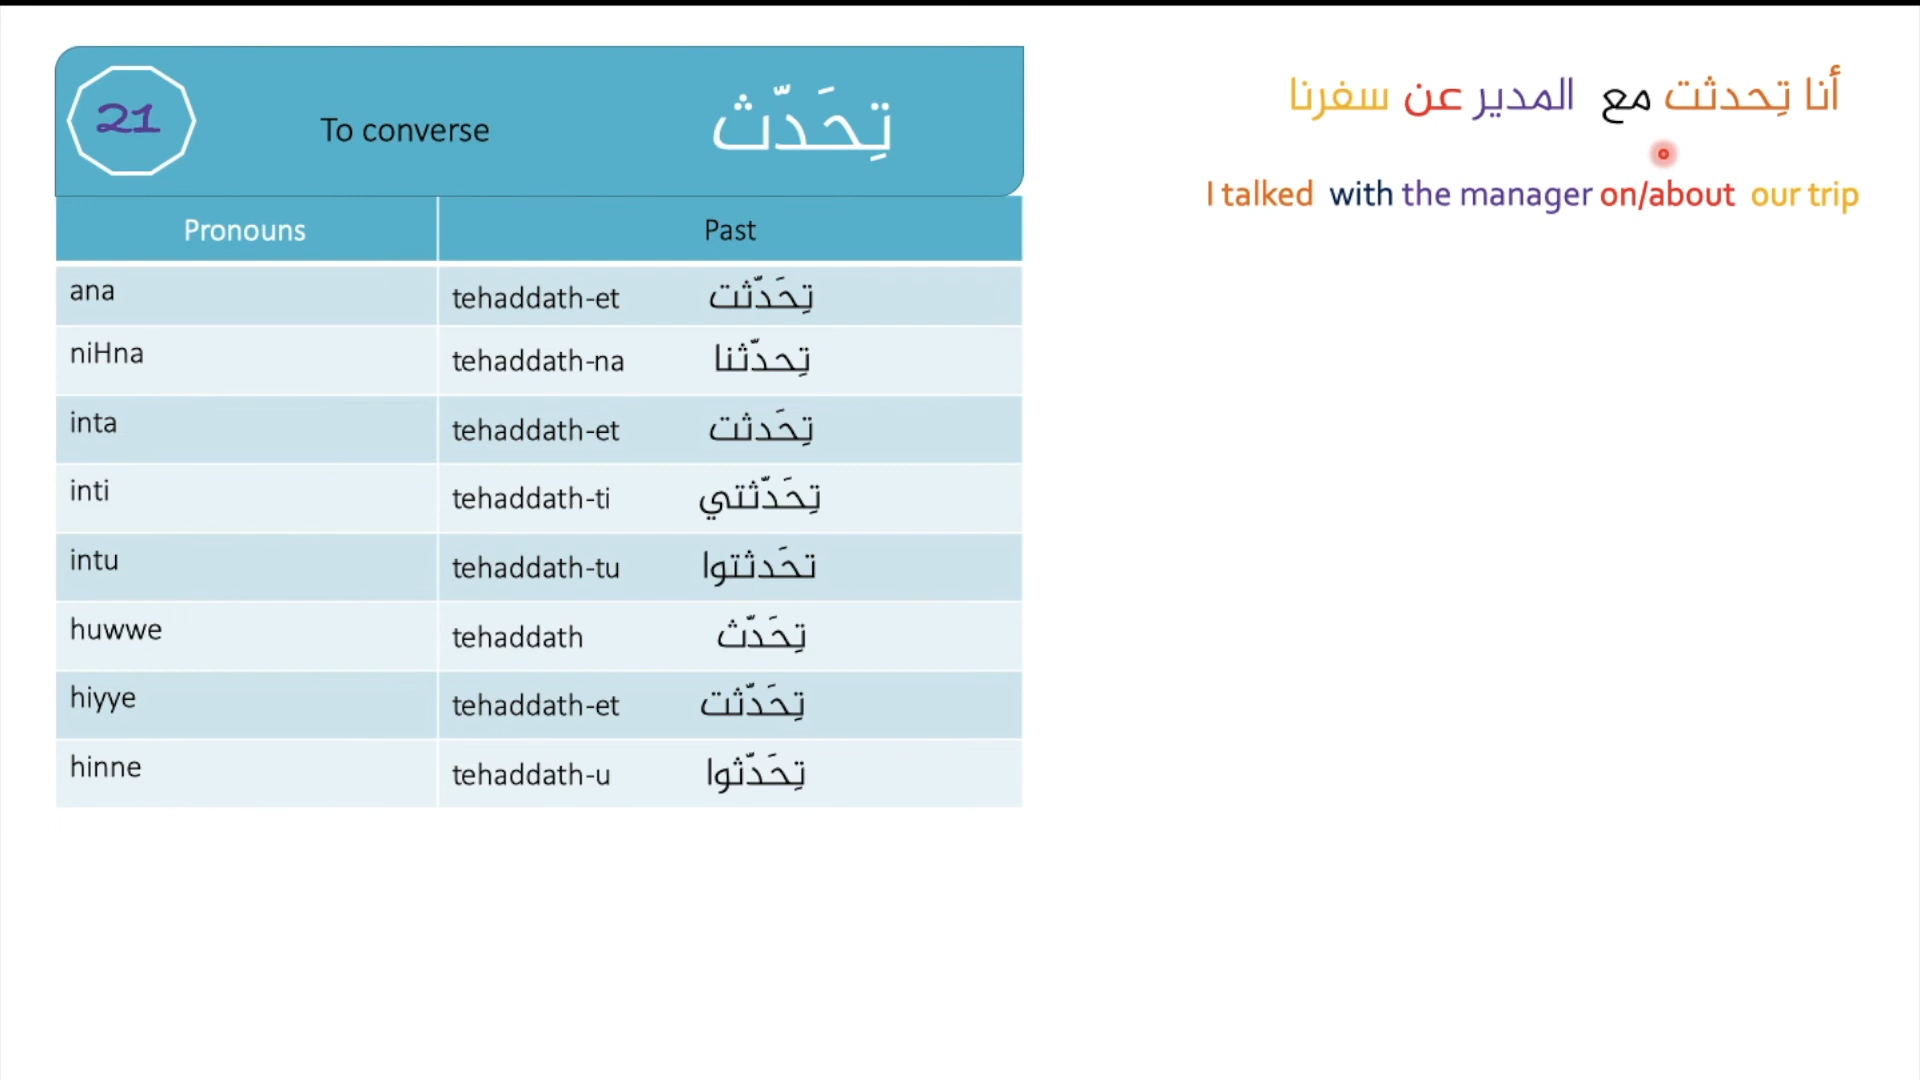 21 To converse تِحَدّث
Pronouns Past
ana tehaddath-et تِحَدّثت
niHna tehaddath-na تِحدّثنا
inta tehaddath-et تِحَدثت
inti tehaddath-ti تِحَدّثتي
intu tehaddath-tu تحَدثتوا
huwwe tehaddath تِحَدّث
hiyye tehaddath-et تِحَدّثت
hinne tehaddath-u تِحَدّثوا
أنا تِحدثت مع المدير عن سفرنا
I talked with the manager on/about our trip